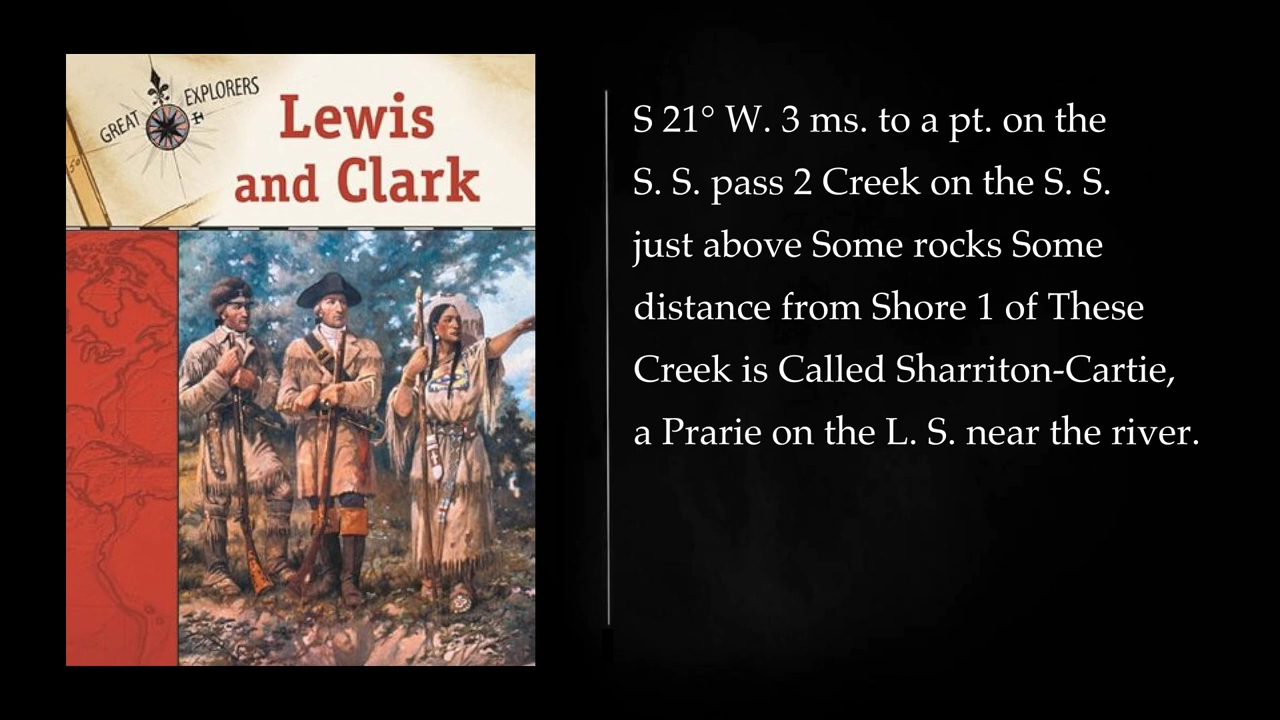 GREAT EXPLORERS
Lewis
and Clark
S 21° W. 3 ms. to a pt. on the
S. S. pass 2 Creek on the S. S.
just above Some rocks Some
distance from Shore 1 of These
Creek is Called Sharriton-Cartie,
a Prarie on the L. S. near the river.